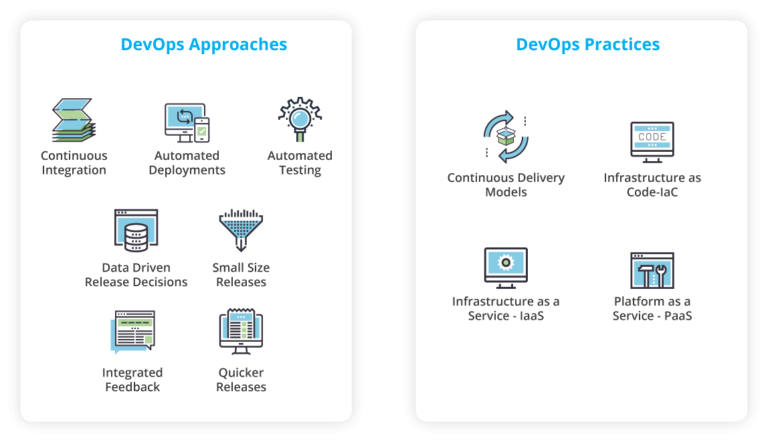 DevOps Approaches
Continuous
Integration
Automated
Deployments
Automated
Testing
Data Driven
Release Decisions
Small Size
Releases
Integrated
Feedback
Quicker
Releases
DevOps Practices
Continuous Delivery
Models
CODE
Infrastructure as
Code-IaC
Infrastructure as a
Service - IaaS
Platform as a
Service - PaaS